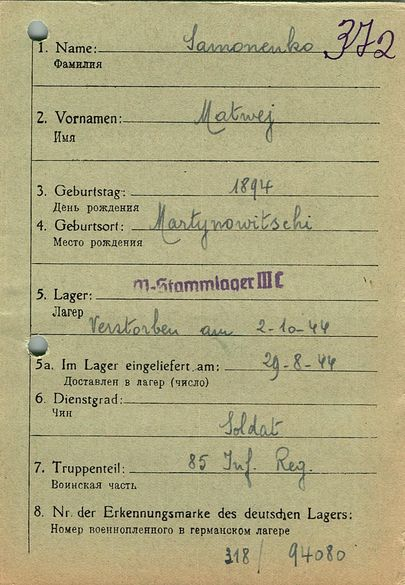 372
1. Name: Samonenko
Фамилия
2. Vornamen: Matwej
Имя
3. Geburtstag: 1894
День рождения
4. Geburtsort: Martynowitschi
Место рождения
M-Stammlager III C
5. Lager:
Лагер
Verstorben am 2-10-44
5a. Im Lager eingeliefert am: 29-8-44
Доставлен в лагер (число)
6. Dienstgrad:
Чин
Soldat
7. Truppenteil: 85 Inf. Reg.
Воинская часть
8. Nr. der Erkennungsmarke des deutschen Lagers:
Номер военнопленного в германском лагере
318 / 94080